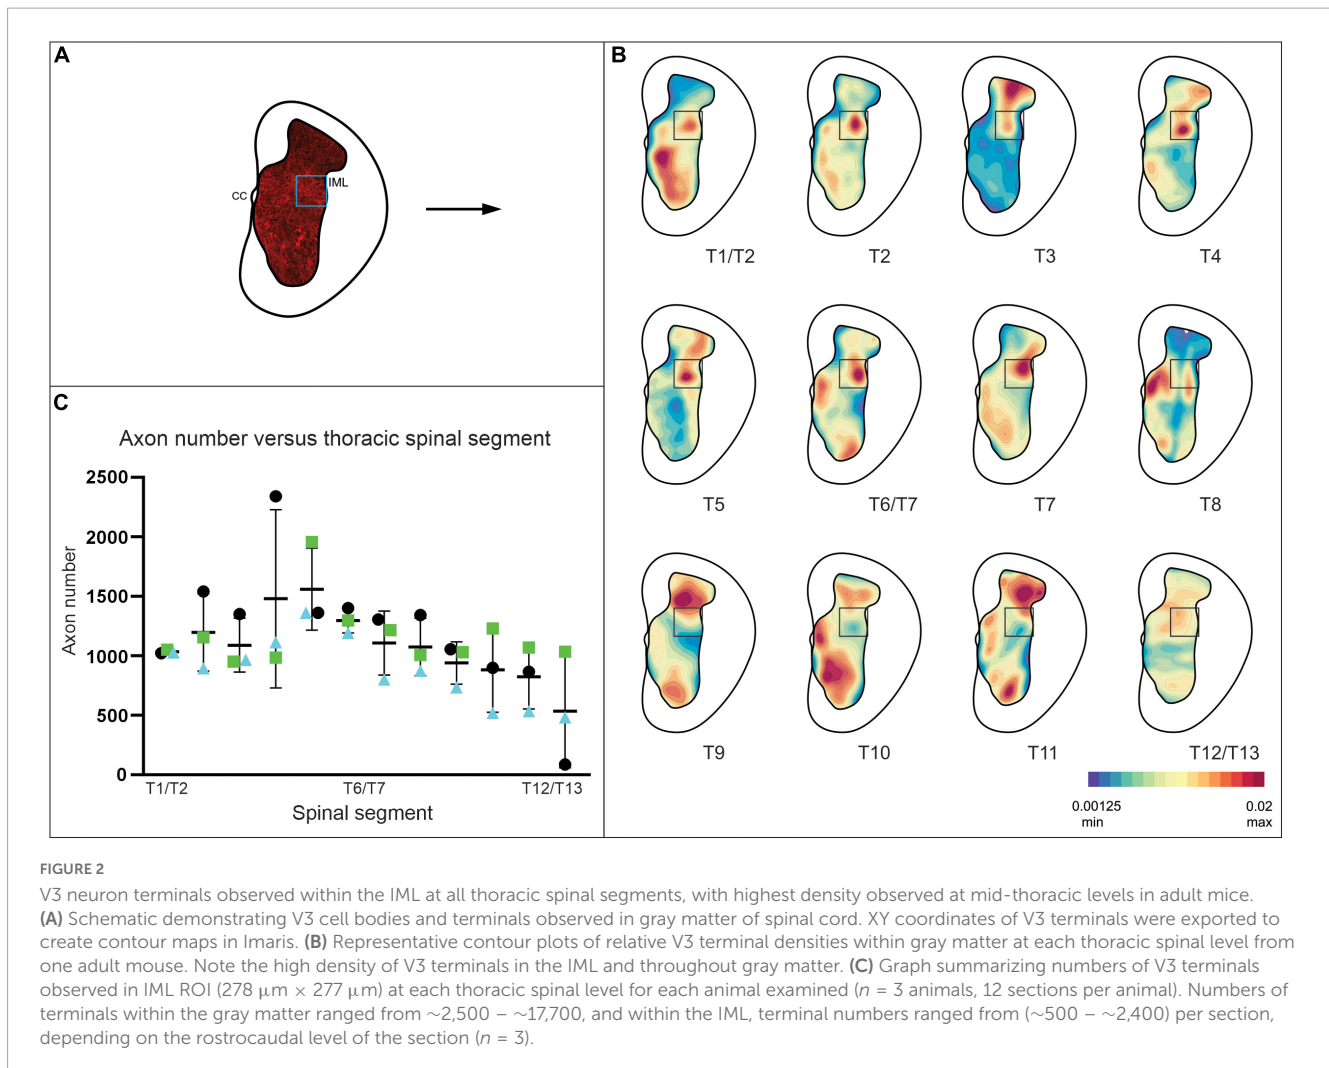 A
CC
IML
B
T1/T2
T2
T3
T4
T5
T6/T7
T7
T8
T9
T10
T11
T12/T13
0.00125
min
0.02
max
C
Axon number versus thoracic spinal segment
Axon number
2500
2000
1500
1000
500
0
T1/T2
T6/T7
T12/T13
Spinal segment
FIGURE 2
V3 neuron terminals observed within the IML at all thoracic spinal segments, with highest density observed at mid-thoracic levels in adult mice.
(A) Schematic demonstrating V3 cell bodies and terminals observed in gray matter of spinal cord. XY coordinates of V3 terminals were exported to
create contour maps in Imaris. (B) Representative contour plots of relative V3 terminal densities within gray matter at each thoracic spinal level from
one adult mouse. Note the high density of V3 terminals in the IML and throughout gray matter. (C) Graph summarizing numbers of V3 terminals
observed in IML ROI (278 μm × 277 μm) at each thoracic spinal level for each animal examined (n = 3 animals, 12 sections per animal). Numbers of
terminals within the gray matter ranged from ∼2,500 – ∼17,700, and within the IML, terminal numbers ranged from (∼500 – ∼2,400) per section,
depending on the rostrocaudal level of the section (n = 3).